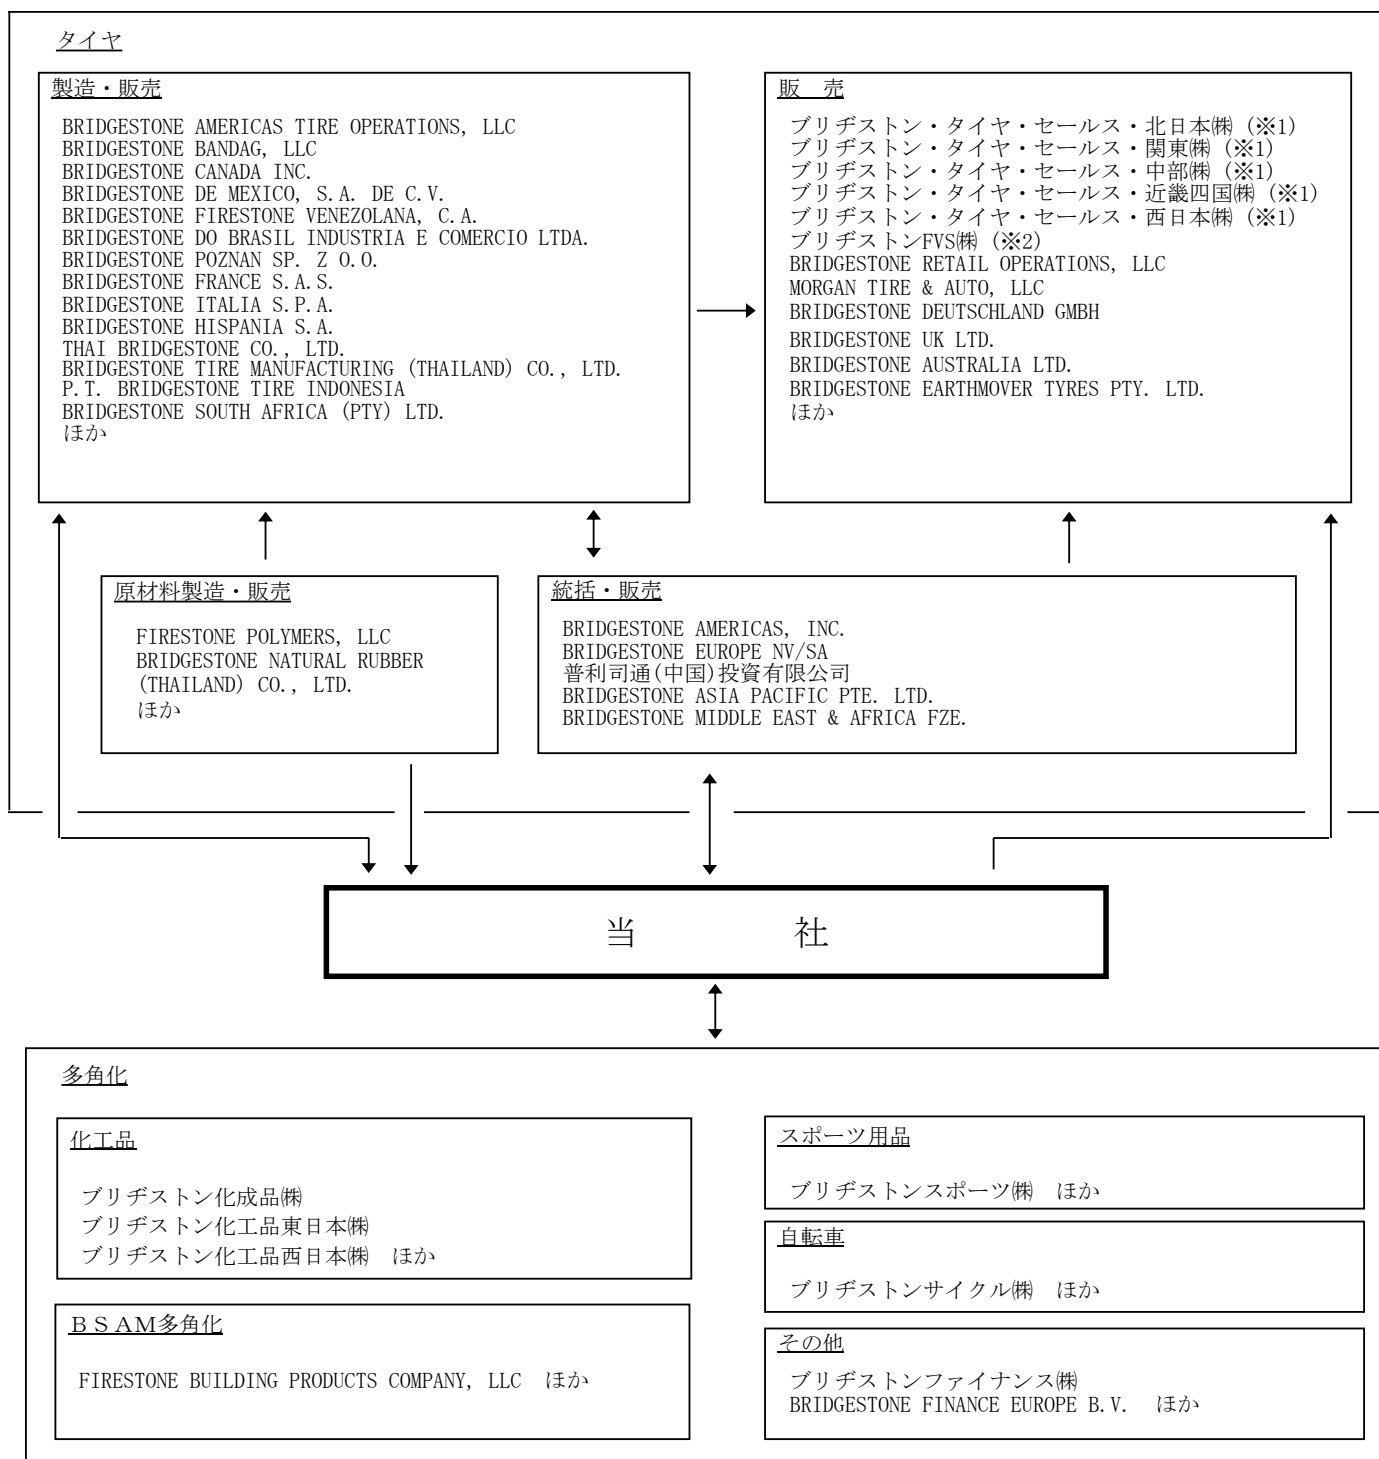 タイヤ
製造・販売
BRIDGESTONE AMERICAS TIRE OPERATIONS, LLC
BRIDGESTONE BANDAG, LLC
BRIDGESTONE CANADA INC.
BRIDGESTONE DE MEXICO, S.A. DE C.V.
BRIDGESTONE FIRESTONE VENEZOLANA, C.A.
BRIDGESTONE DO BRASIL INDUSTRIA E COMERCIO LTDA.
BRIDGESTONE POZNAN SP. Z O.O.
BRIDGESTONE FRANCE S.A.S.
BRIDGESTONE ITALIA S.P.A.
BRIDGESTONE HISPANIA S.A.
THAI BRIDGESTONE CO., LTD.
BRIDGESTONE TIRE MANUFACTURING (THAILAND) CO., LTD.
P.T. BRIDGESTONE TIRE INDONESIA
BRIDGESTONE SOUTH AFRICA (PTY) LTD.
ほか
販　売
ブリヂストン・タイヤ・セールス・北日本㈱ (※1)
ブリヂストン・タイヤ・セールス・関東㈱ (※1)
ブリヂストン・タイヤ・セールス・中部㈱ (※1)
ブリヂストン・タイヤ・セールス・近畿四国㈱ (※1)
ブリヂストン・タイヤ・セールス・西日本㈱ (※1)
ブリヂストンFVS㈱ (※2)
BRIDGESTONE RETAIL OPERATIONS, LLC
MORGAN TIRE & AUTO, LLC
BRIDGESTONE DEUTSCHLAND GMBH
BRIDGESTONE UK LTD.
BRIDGESTONE AUSTRALIA LTD.
BRIDGESTONE EARTHMOVER TYRES PTY. LTD.
ほか
原材料製造・販売
FIRESTONE POLYMERS, LLC
BRIDGESTONE NATURAL RUBBER
(THAILAND) CO., LTD.
ほか
統括・販売
BRIDGESTONE AMERICAS, INC.
BRIDGESTONE EUROPE NV/SA
普利司通(中国)投資有限公司
BRIDGESTONE ASIA PACIFIC PTE. LTD.
BRIDGESTONE MIDDLE EAST & AFRICA FZE.
当　　社
多角化
化工品
ブリヂストン化成品㈱
ブリヂストン化工品東日本㈱
ブリヂストン化工品西日本㈱　ほか
ＢＳＡＭ多角化
FIRESTONE BUILDING PRODUCTS COMPANY, LLC　ほか
スポーツ用品
ブリヂストンスポーツ㈱　ほか
自転車
ブリヂストンサイクル㈱　ほか
その他
ブリヂストンファイナンス㈱
BRIDGESTONE FINANCE EUROPE B.V.　ほか